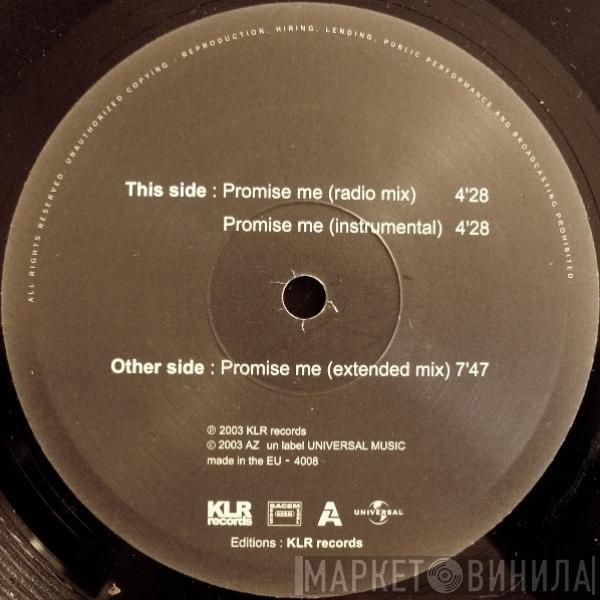 ALL RIGHTS RESERVED. UNAUTHORIZED COPYING · REPRODUCTION. HIRING. LENDING. PUBLIC PERFORMANCE AND BROADCASTING PROHIBITED
This side : Promise me (radio mix) 4'28
Promise me (instrumental) 4'28
Other side : Promise me (extended mix) 7'47
℗ 2003 KLR records
© 2003 AZ un label UNIVERSAL MUSIC
made in the EU - 4008
KLR records
SACEM
AZ
UNIVERSAL
Editions : KLR records
МАРКЕТ ВИНИЛА